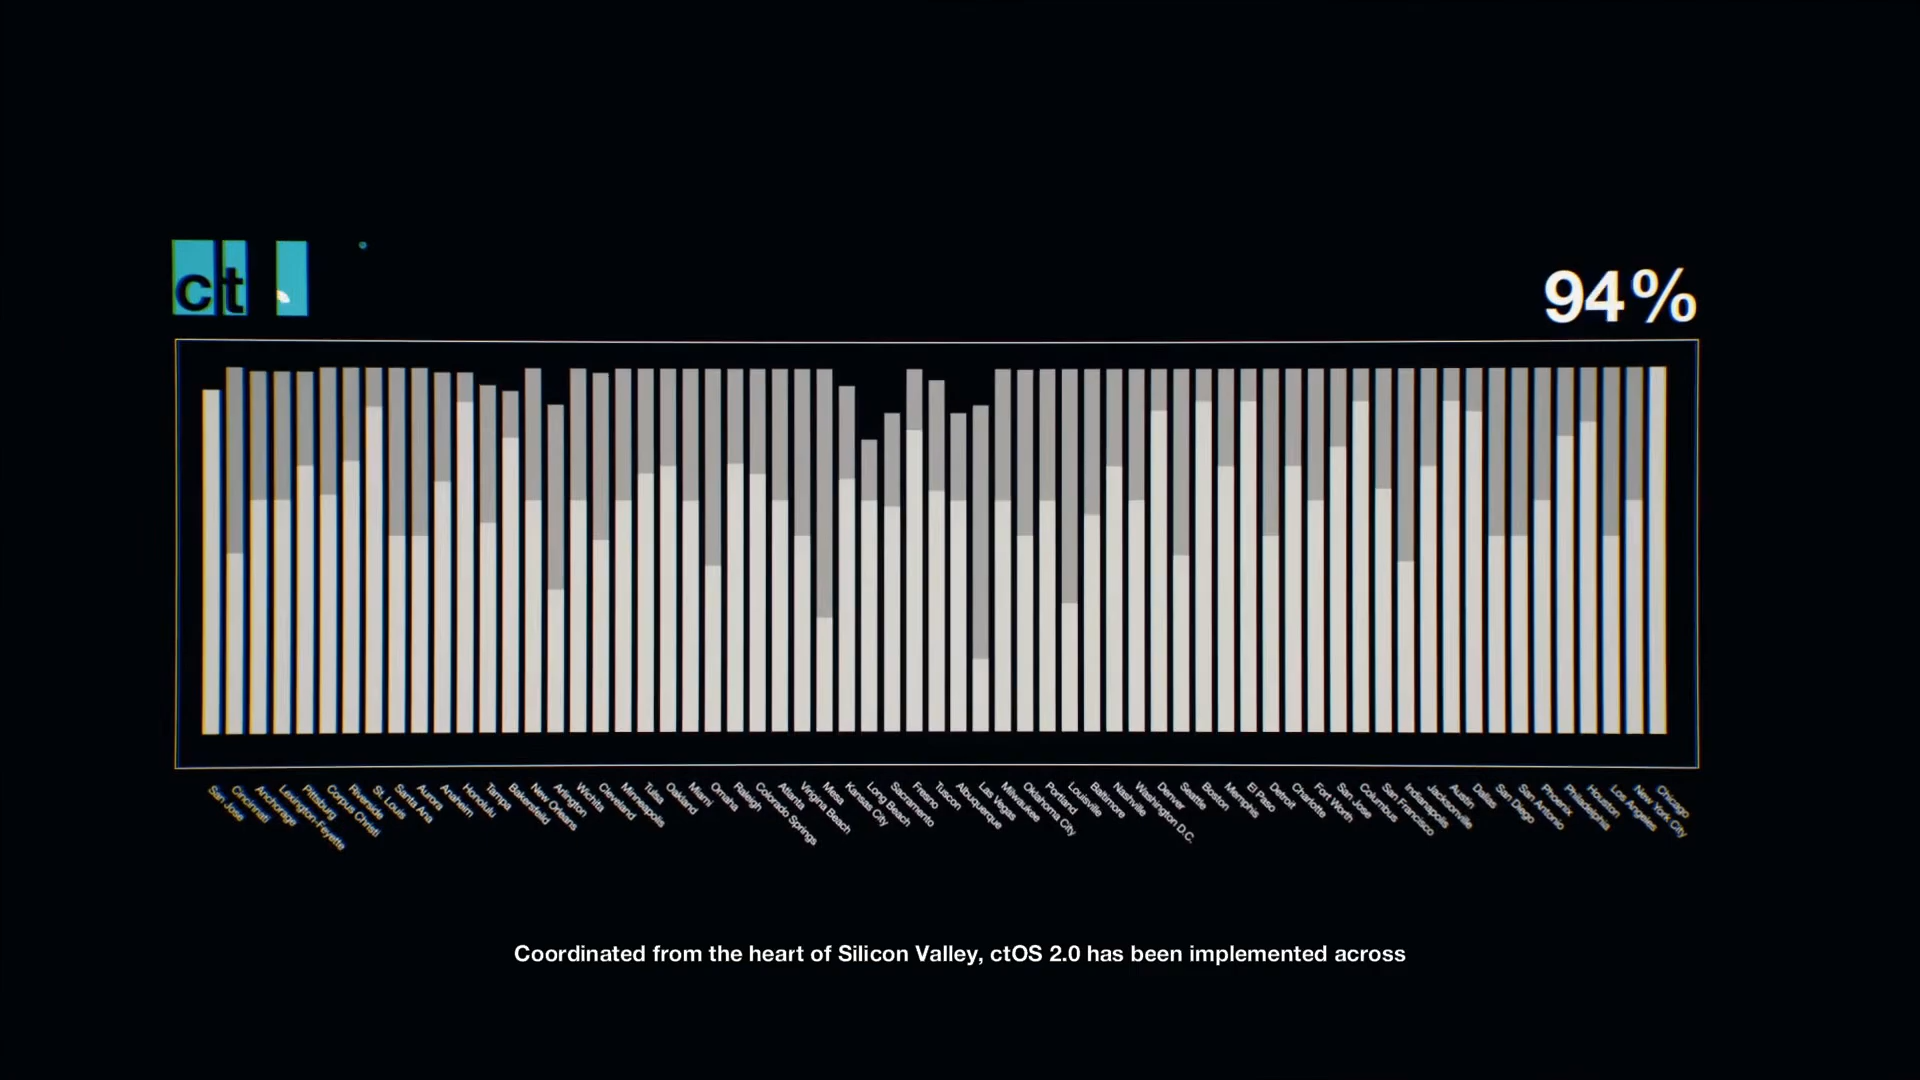 ct
94%
San Jose
Cincinnati
Anchorage
Lexington-Feyette
Pittsburg
Corpus Christi
Riverside
St. Louis
Santa Ana
Aurora
Anaheim
Honolulu
Tampa
Bakersfield
New Orleans
Arlington
Wichita
Cleveland
Minneapolis
Tulsa
Oakland
Miami
Omaha
Raleigh
Colorado Springs
Atlanta
Virginia Beach
Mesa
Kansas City
Long Beach
Sacramento
Fresno
Tuscon
Albuquerque
Las Vegas
Milwaukee
Oklahoma City
Portland
Louisville
Baltimore
Nashville
Washington D.C.
Denver
Seattle
Boston
Memphis
El Paso
Detroit
Charlotte
Fort Worth
San Jose
Columbus
San Francisco
Indianapolis
Jacksonville
Austin
Dallas
San Diego
San Antonio
Phoenix
Philadelphia
Houston
Los Angeles
New York City
Chicago
Coordinated from the heart of Silicon Valley, ctOS 2.0 has been implemented across